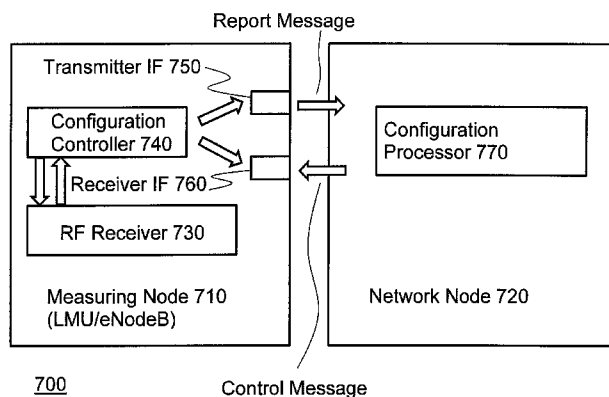 Report Message
Transmitter IF 750
Configuration
Controller 740
Configuration
Processor 770
Receiver IF 760
RF Receiver 730
Measuring Node 710
(LMU/eNodeB)
Network Node 720
700
Control Message